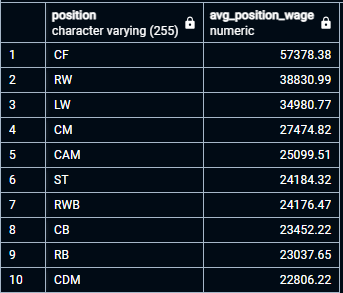 position avg_position_wage
character varying (255) numeric
1 CF 57378.38
2 RW 38830.99
3 LW 34980.77
4 CM 27474.82
5 CAM 25099.51
6 ST 24184.32
7 RWB 24176.47
8 CB 23452.22
9 RB 23037.65
10 CDM 22806.22